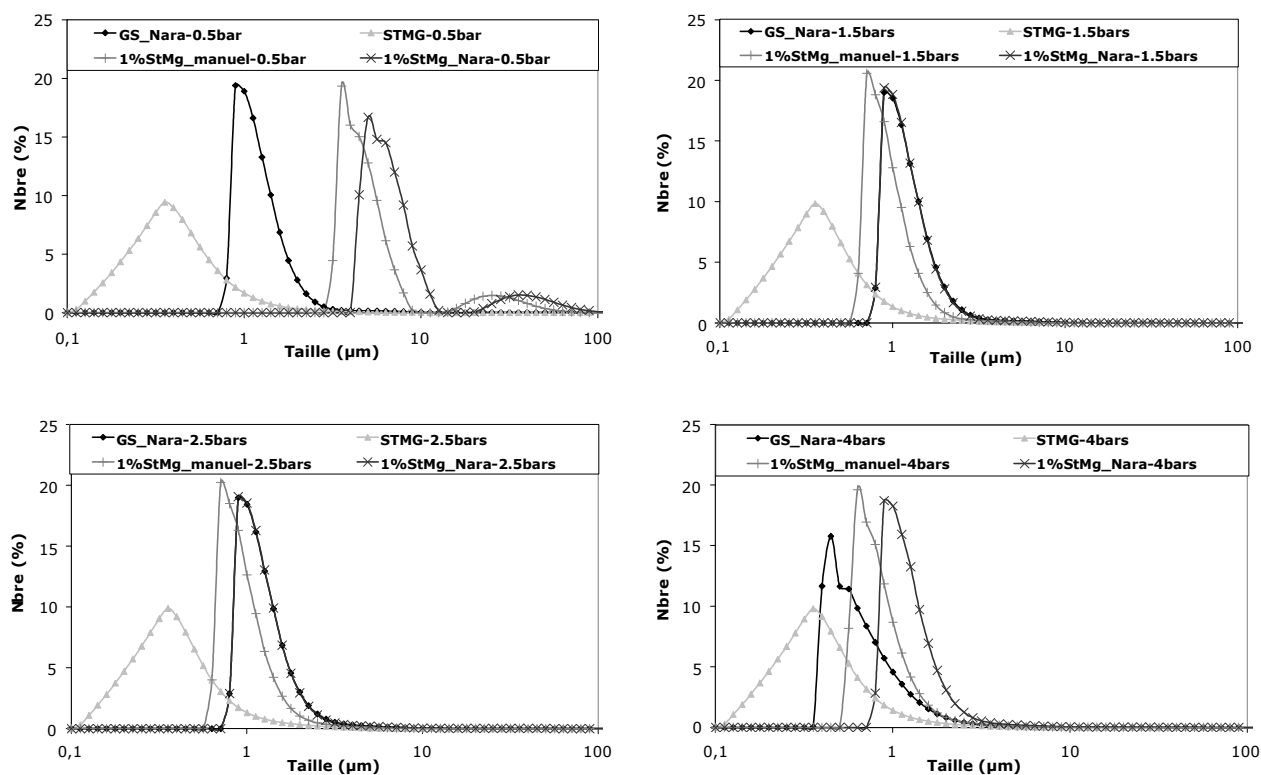 25
20
15
10
5
0
Nbre (%)
GS_Nara-0.5bar STMG-0.5bar
1%StMg_manuel-0.5bar 1%StMg_Nara-0.5bar
0,1 1 10 100
Taille (µm)
25
20
15
10
5
0
Nbre (%)
GS_Nara-1.5bars STMG-1.5bars
1%StMg_manuel-1.5bars 1%StMg_Nara-1.5bars
0,1 1 10 100
Taille (µm)
25
20
15
10
5
0
Nbre (%)
GS_Nara-2.5bars STMG-2.5bars
1%StMg_manuel-2.5bars 1%StMg_Nara-2.5bars
0,1 1 10 100
Taille (µm)
25
20
15
10
5
0
Nbre (%)
GS_Nara-4bars STMG-4bars
1%StMg_manuel-4bars 1%StMg_Nara-4bars
0,1 1 10 100
Taille (µm)